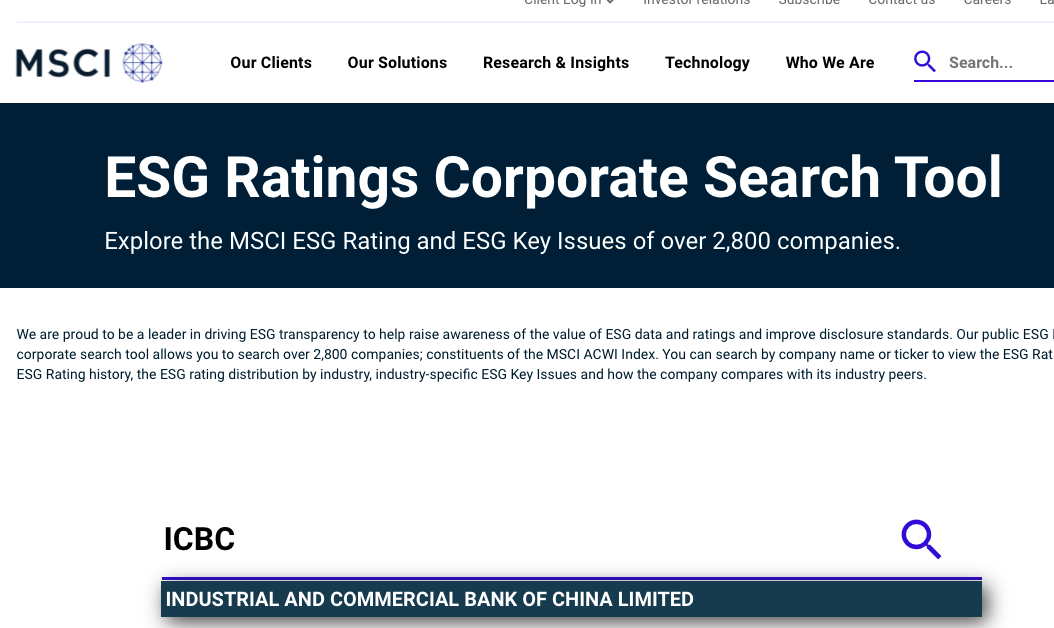 Client Log In Investor relations Subscribe Contact us Careers
MSCI Our Clients Our Solutions Research & Insights Technology Who We Are Search...
ESG Ratings Corporate Search Tool
Explore the MSCI ESG Rating and ESG Key Issues of over 2,800 companies.
We are proud to be a leader in driving ESG transparency to help raise awareness of the value of ESG data and ratings and improve disclosure standards. Our public ESG
corporate search tool allows you to search over 2,800 companies; constituents of the MSCI ACWI Index. You can search by company name or ticker to view the ESG Rat
ESG Rating history, the ESG rating distribution by industry, industry-specific ESG Key Issues and how the company compares with its industry peers.
ICBC
INDUSTRIAL AND COMMERCIAL BANK OF CHINA LIMITED